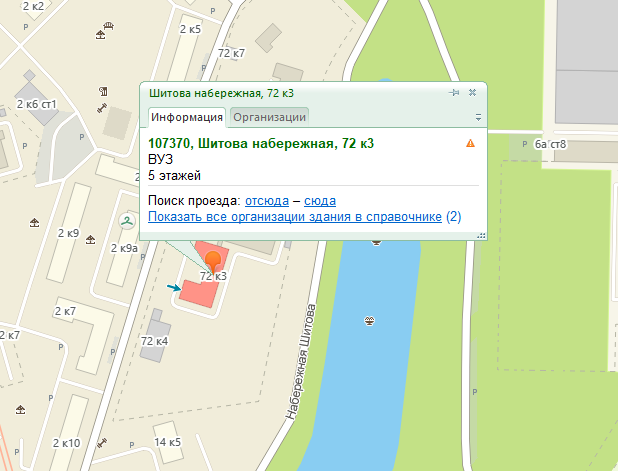 2 к2
2 к5
72 к7
P
2 к6 ст1
P
Шитова набережная, 72 к3
Информация
Организации
107370, Шитова набережная, 72 к3
ВУЗ
5 этажей
Поиск проезда: отсюда – сюда
Показать все организации здания в справочнике (2)
6а ст8
P
2 к9
2 к9а
72 к3
2 к7
P
2 к7
72 к4
Набережная Шитова
P
P
2 к10
14 к5